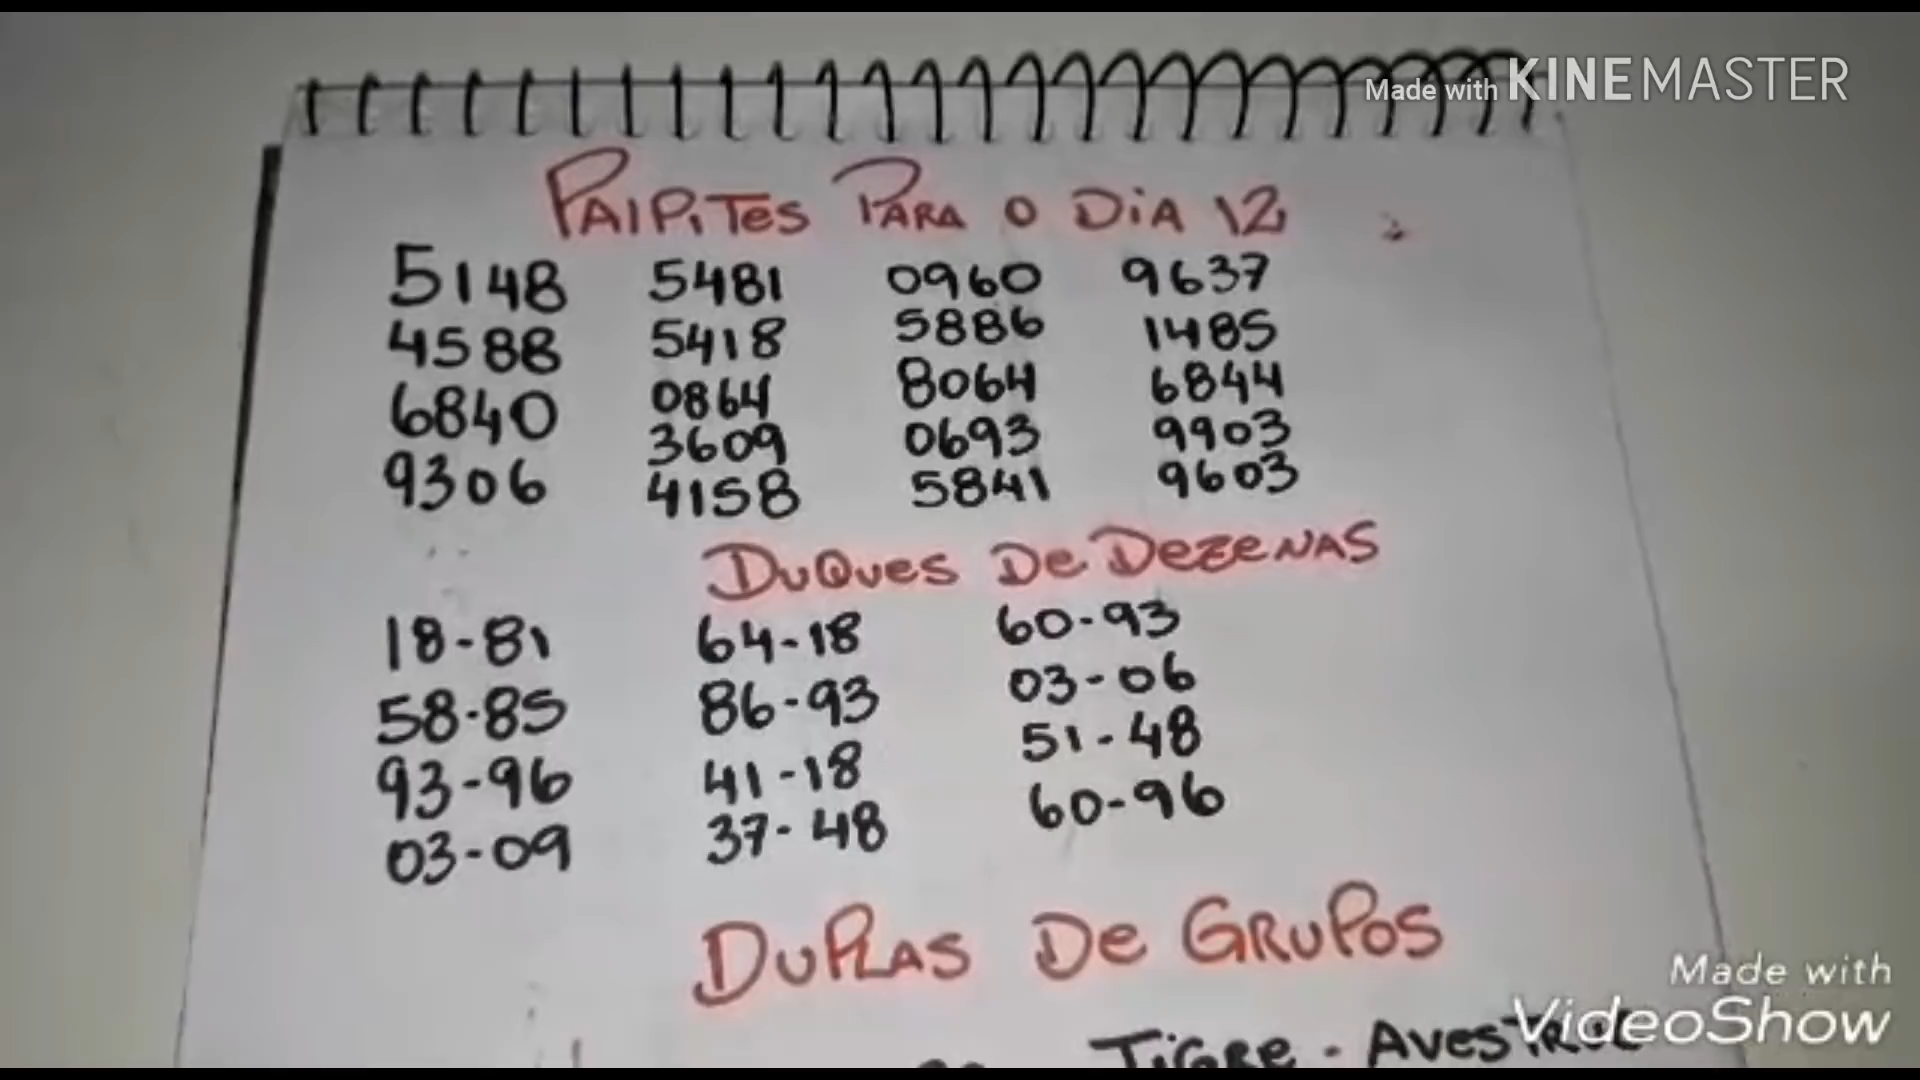 Made with KINEMASTER
PAlPiTes PARA O DiA 12
5148 5481 0960 9637
4588 5418 5886 1485
6840 0864 8064 6844
9306 3609 0693 9903
4158 5841 9603
DuQues De DezeNAS
18-81 64-18 60-93
58-85 86-93 03-06
93-96 41-18 51-48
03-09 37-48 60-96
DuPLAS De GRuPos
TiGRe - AvesTRuz
Made with
VideoShow